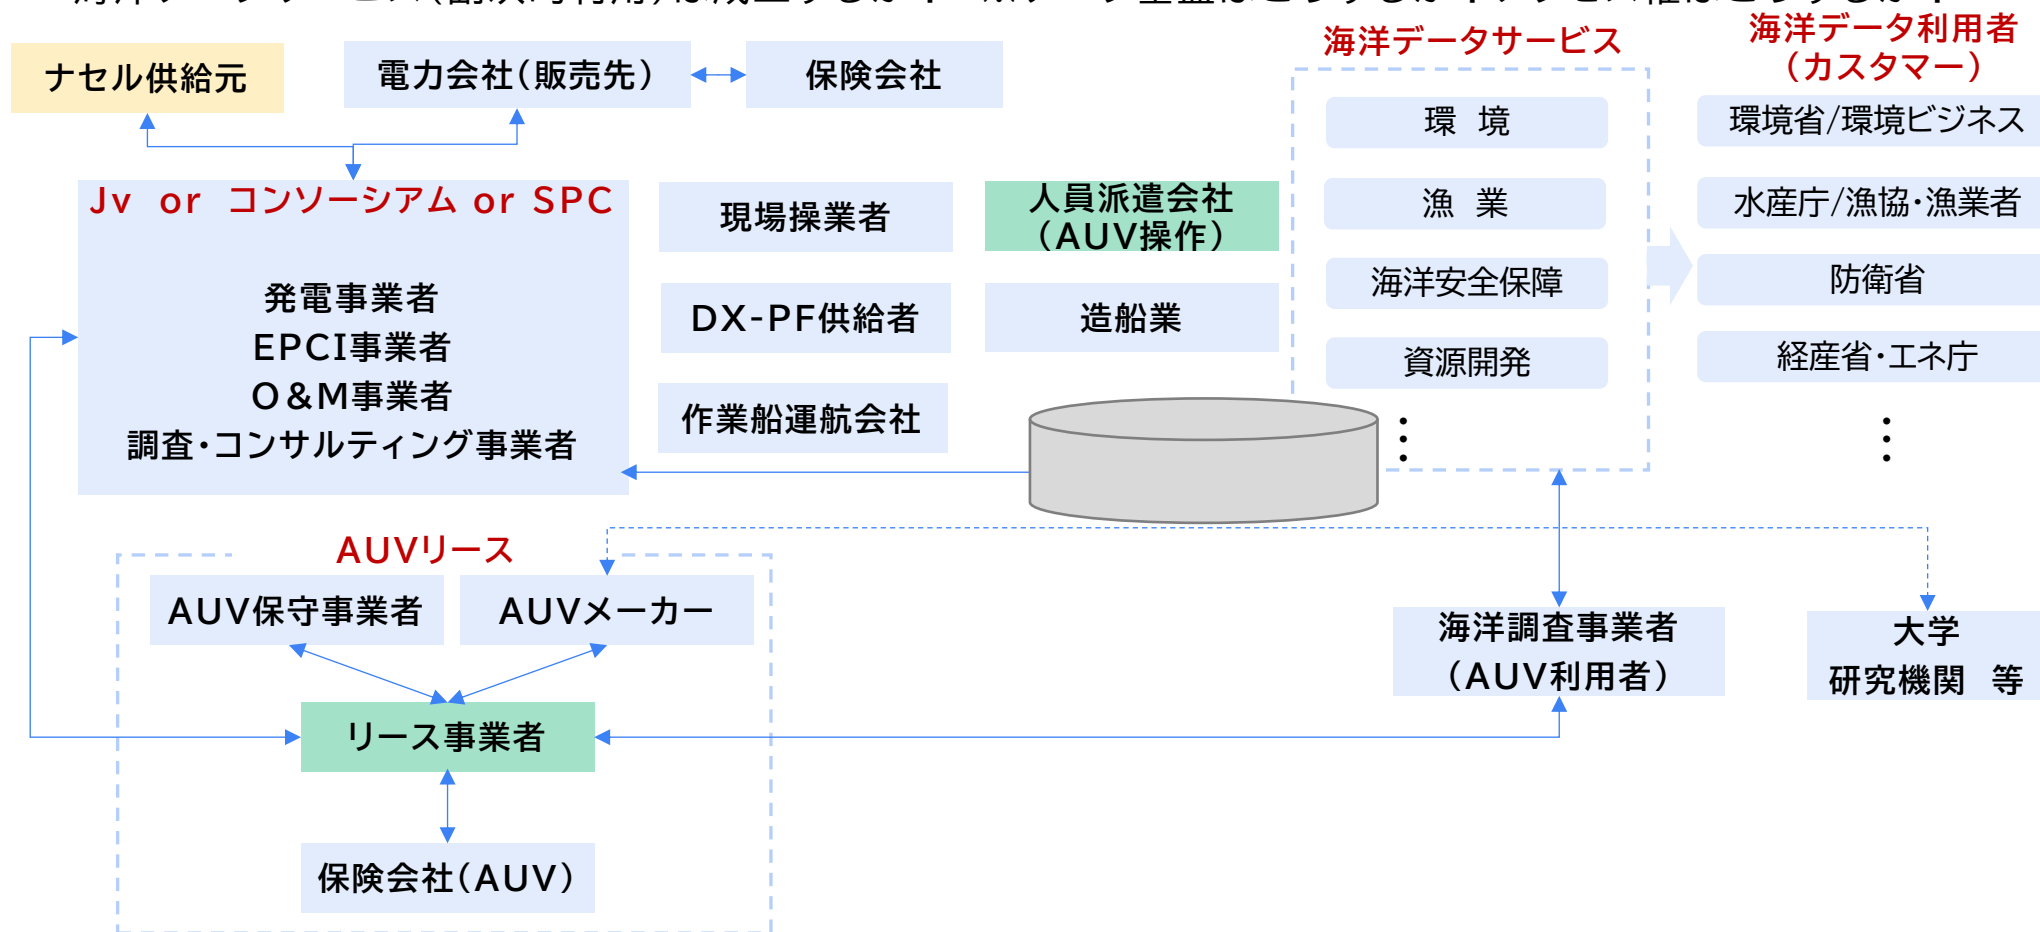 海洋データサービス
海洋データ利用者
（カスタマー）
ナセル供給元
電力会社（販売先）
保険会社
環　境
環境省/環境ビジネス
Jv or コンソーシアム or SPC
現場操業者
人員派遣会社
（AUV操作）
漁　業
水産庁/漁協・漁業者
発電事業者
EPCI事業者
O＆M事業者
調査・コンサルティング事業者
DX-PF供給者
造船業
海洋安全保障
防衛省
資源開発
経産省・エネ庁
作業船運航会社
⋮
⋮
AUVリース
AUV保守事業者
AUVメーカー
海洋調査事業者
（AUV利用者）
大学
研究機関　等
リース事業者
保険会社（AUV）